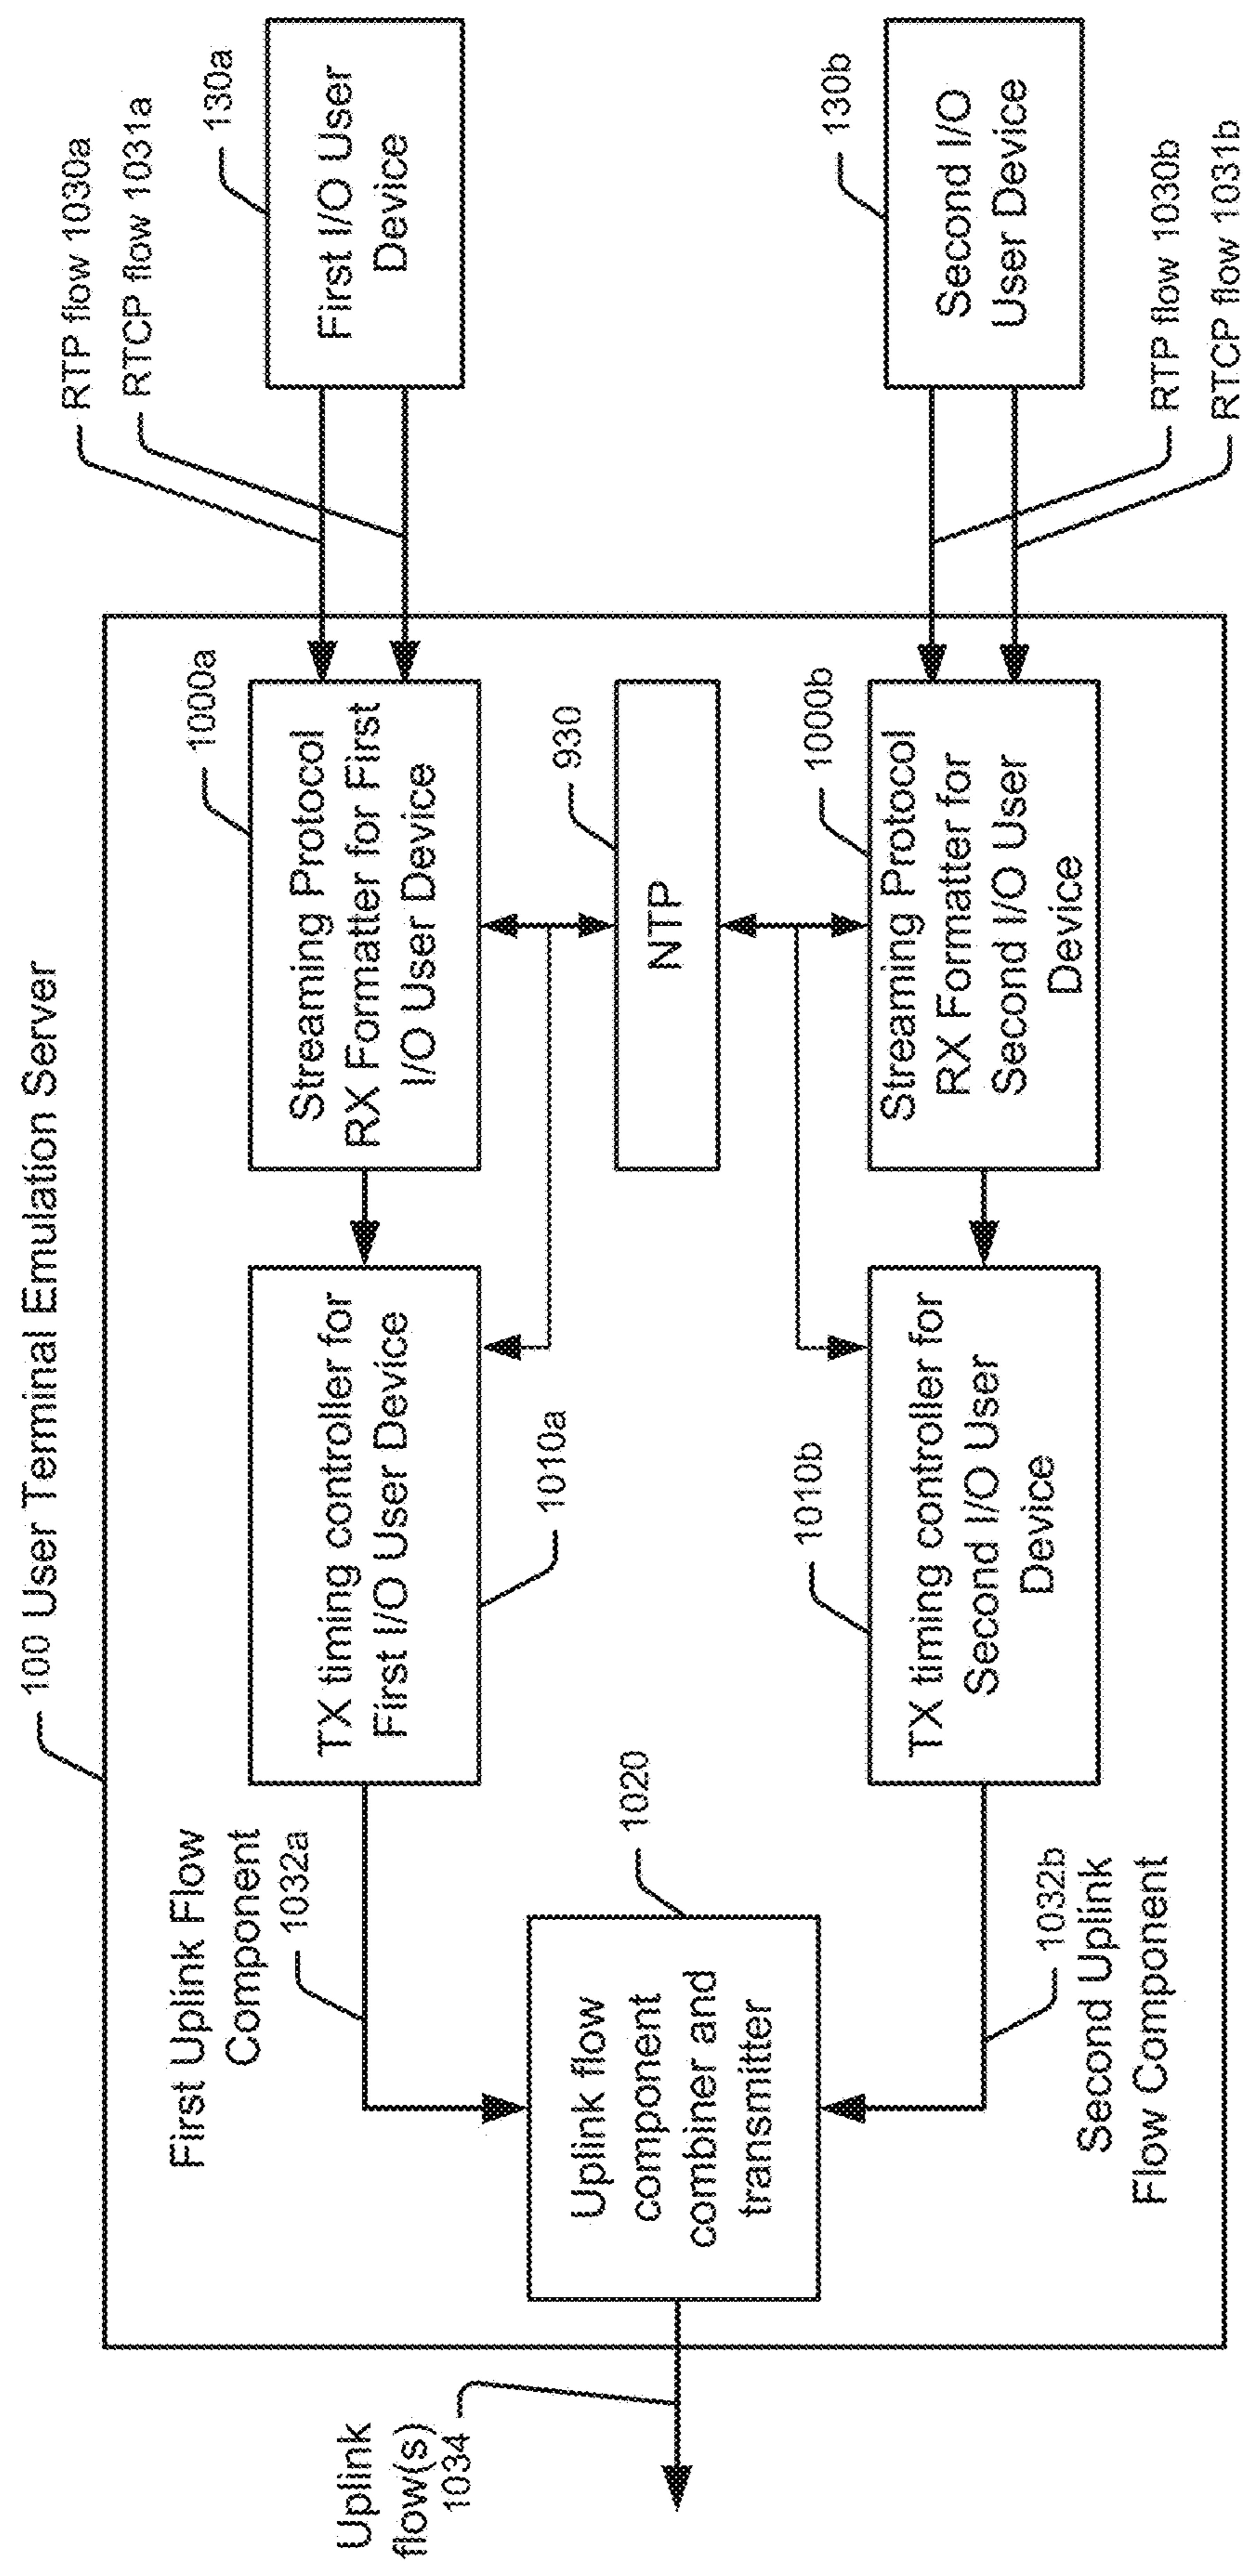 100 User Terminal Emulation Server
Uplink
flow(s)
1034
First Uplink Flow
Component
1032a
Uplink flow
component
combiner and
transmitter
1020
1032b
Second Uplink
Flow Component
TX timing controller for
First I/O User Device
1010a
TX timing controller for
Second I/O User
Device
1010b
Streaming Protocol
RX Formatter for First
I/O User Device
1000a
NTP
930
Streaming Protocol
RX Formatter for
Second I/O User
Device
1000b
RTP flow 1030a
RTCP flow 1031a
First I/O User
Device
130a
Second I/O
User Device
130b
RTP flow 1030b
RTCP flow 1031b